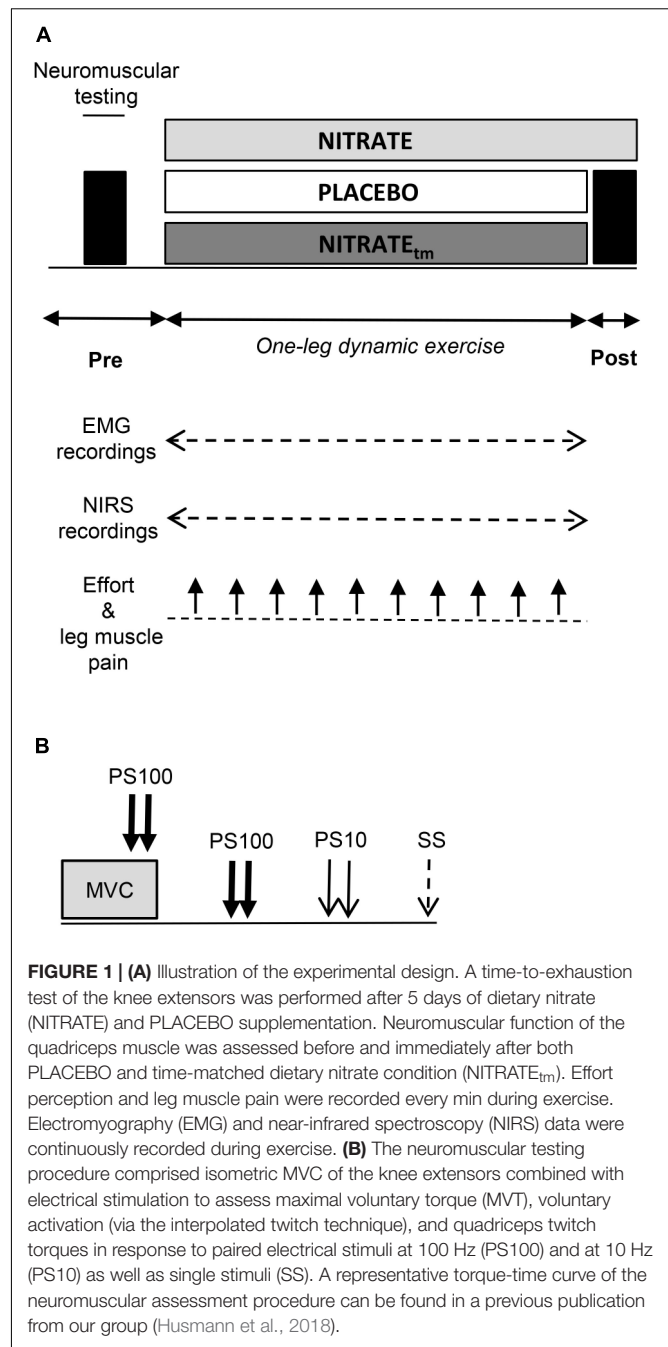 A
Neuromuscular
testing
NITRATE
PLACEBO
NITRATEtm
Pre
One-leg dynamic exercise
Post
EMG
recordings
NIRS
recordings
Effort
&
leg muscle
pain
B
PS100
PS100
PS10
SS
MVC
FIGURE 1 | (A) Illustration of the experimental design. A time-to-exhaustion
test of the knee extensors was performed after 5 days of dietary nitrate
(NITRATE) and PLACEBO supplementation. Neuromuscular function of the
quadriceps muscle was assessed before and immediately after both
PLACEBO and time-matched dietary nitrate condition (NITRATEtm). Effort
perception and leg muscle pain were recorded every min during exercise.
Electromyography (EMG) and near-infrared spectroscopy (NIRS) data were
continuously recorded during exercise. (B) The neuromuscular testing
procedure comprised isometric MVC of the knee extensors combined with
electrical stimulation to assess maximal voluntary torque (MVT), voluntary
activation (via the interpolated twitch technique), and quadriceps twitch
torques in response to paired electrical stimuli at 100 Hz (PS100) and at 10 Hz
(PS10) as well as single stimuli (SS). A representative torque-time curve of the
neuromuscular assessment procedure can be found in a previous publication
from our group (Husmann et al., 2018).